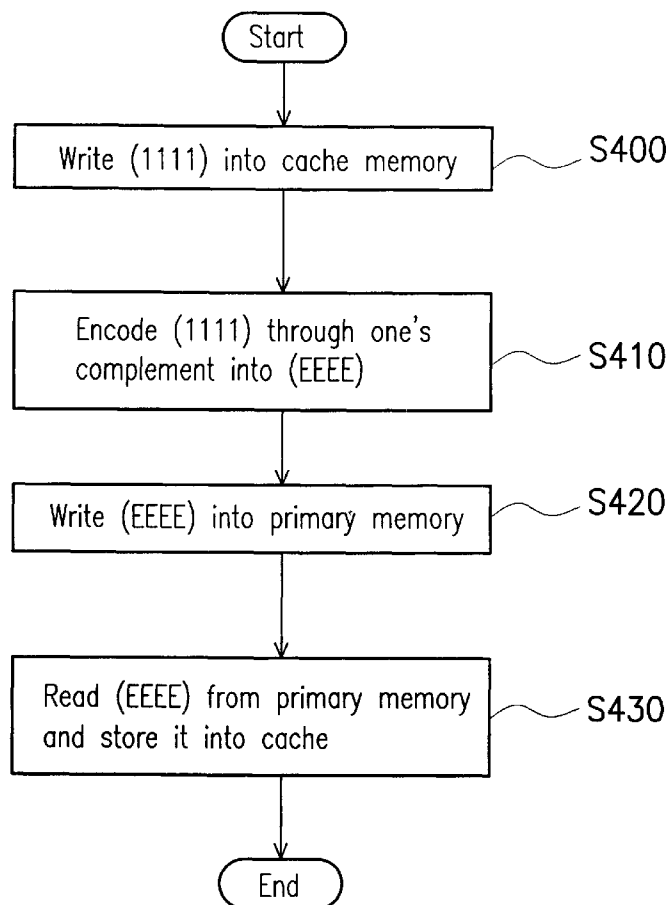 Start
Write (1111) into cache memory
S400
Encode (1111) through one's
complement into (EEEE)
S410
Write (EEEE) into primary memory
S420
Read (EEEE) from primary memory
and store it into cache
S430
End